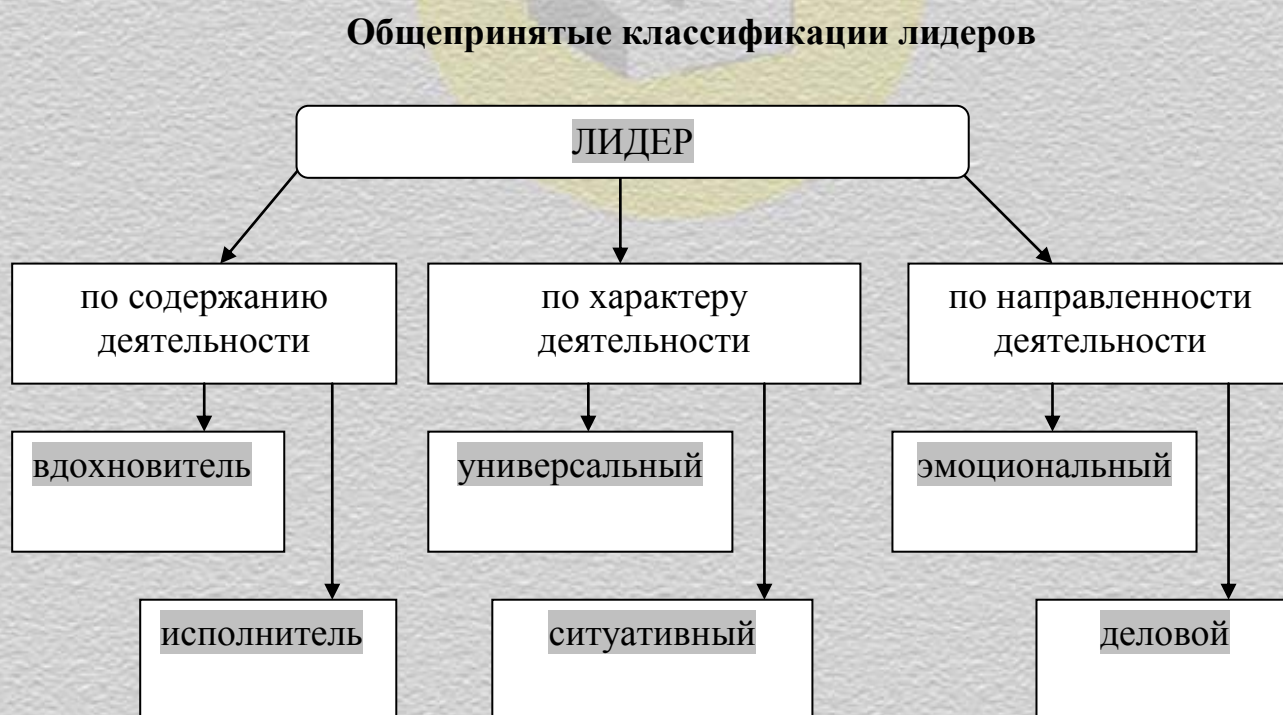 Общепринятые классификации лидеров
ЛИДЕР
по содержанию
деятельности
по характеру
деятельности
по направленности
деятельности
вдохновитель
универсальный
эмоциональный
исполнитель
ситуативный
деловой